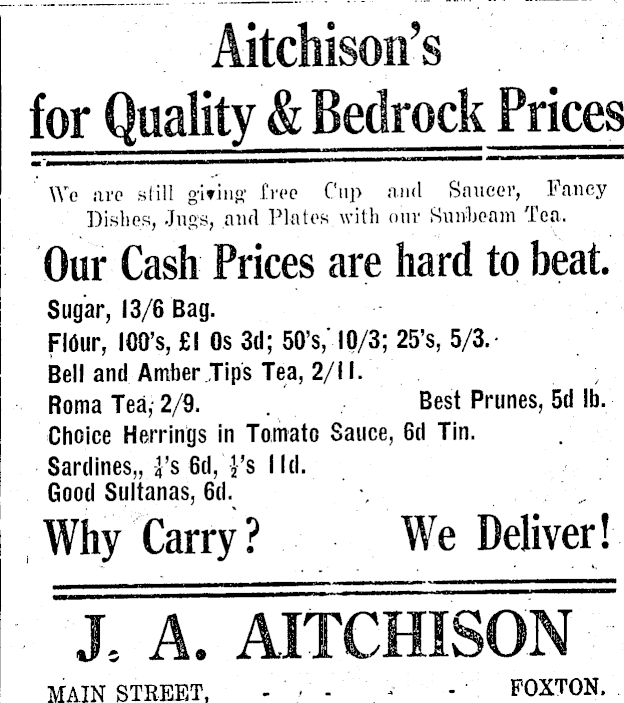 Aitchison's
for Quality & Bedrock Prices
We are still giving free Cup and Saucer, Fancy
Dishes, Jugs, and Plates with our Sunbeam Tea.
Our Cash Prices are hard to beat.
Sugar, 13/6 Bag.
Flour, 100's, £1 0s 3d; 50's, 10/3; 25's, 5/3.
Bell and Amber Tips Tea, 2/11.
Roma Tea, 2/9. Best Prunes, 5d lb.
Choice Herrings in Tomato Sauce, 6d Tin.
Sardines,, ¼'s 6d, ½'s 11d.
Good Sultanas, 6d.
Why Carry? We Deliver!
J. A. AITCHISON
MAIN STREET, - - - - FOXTON.